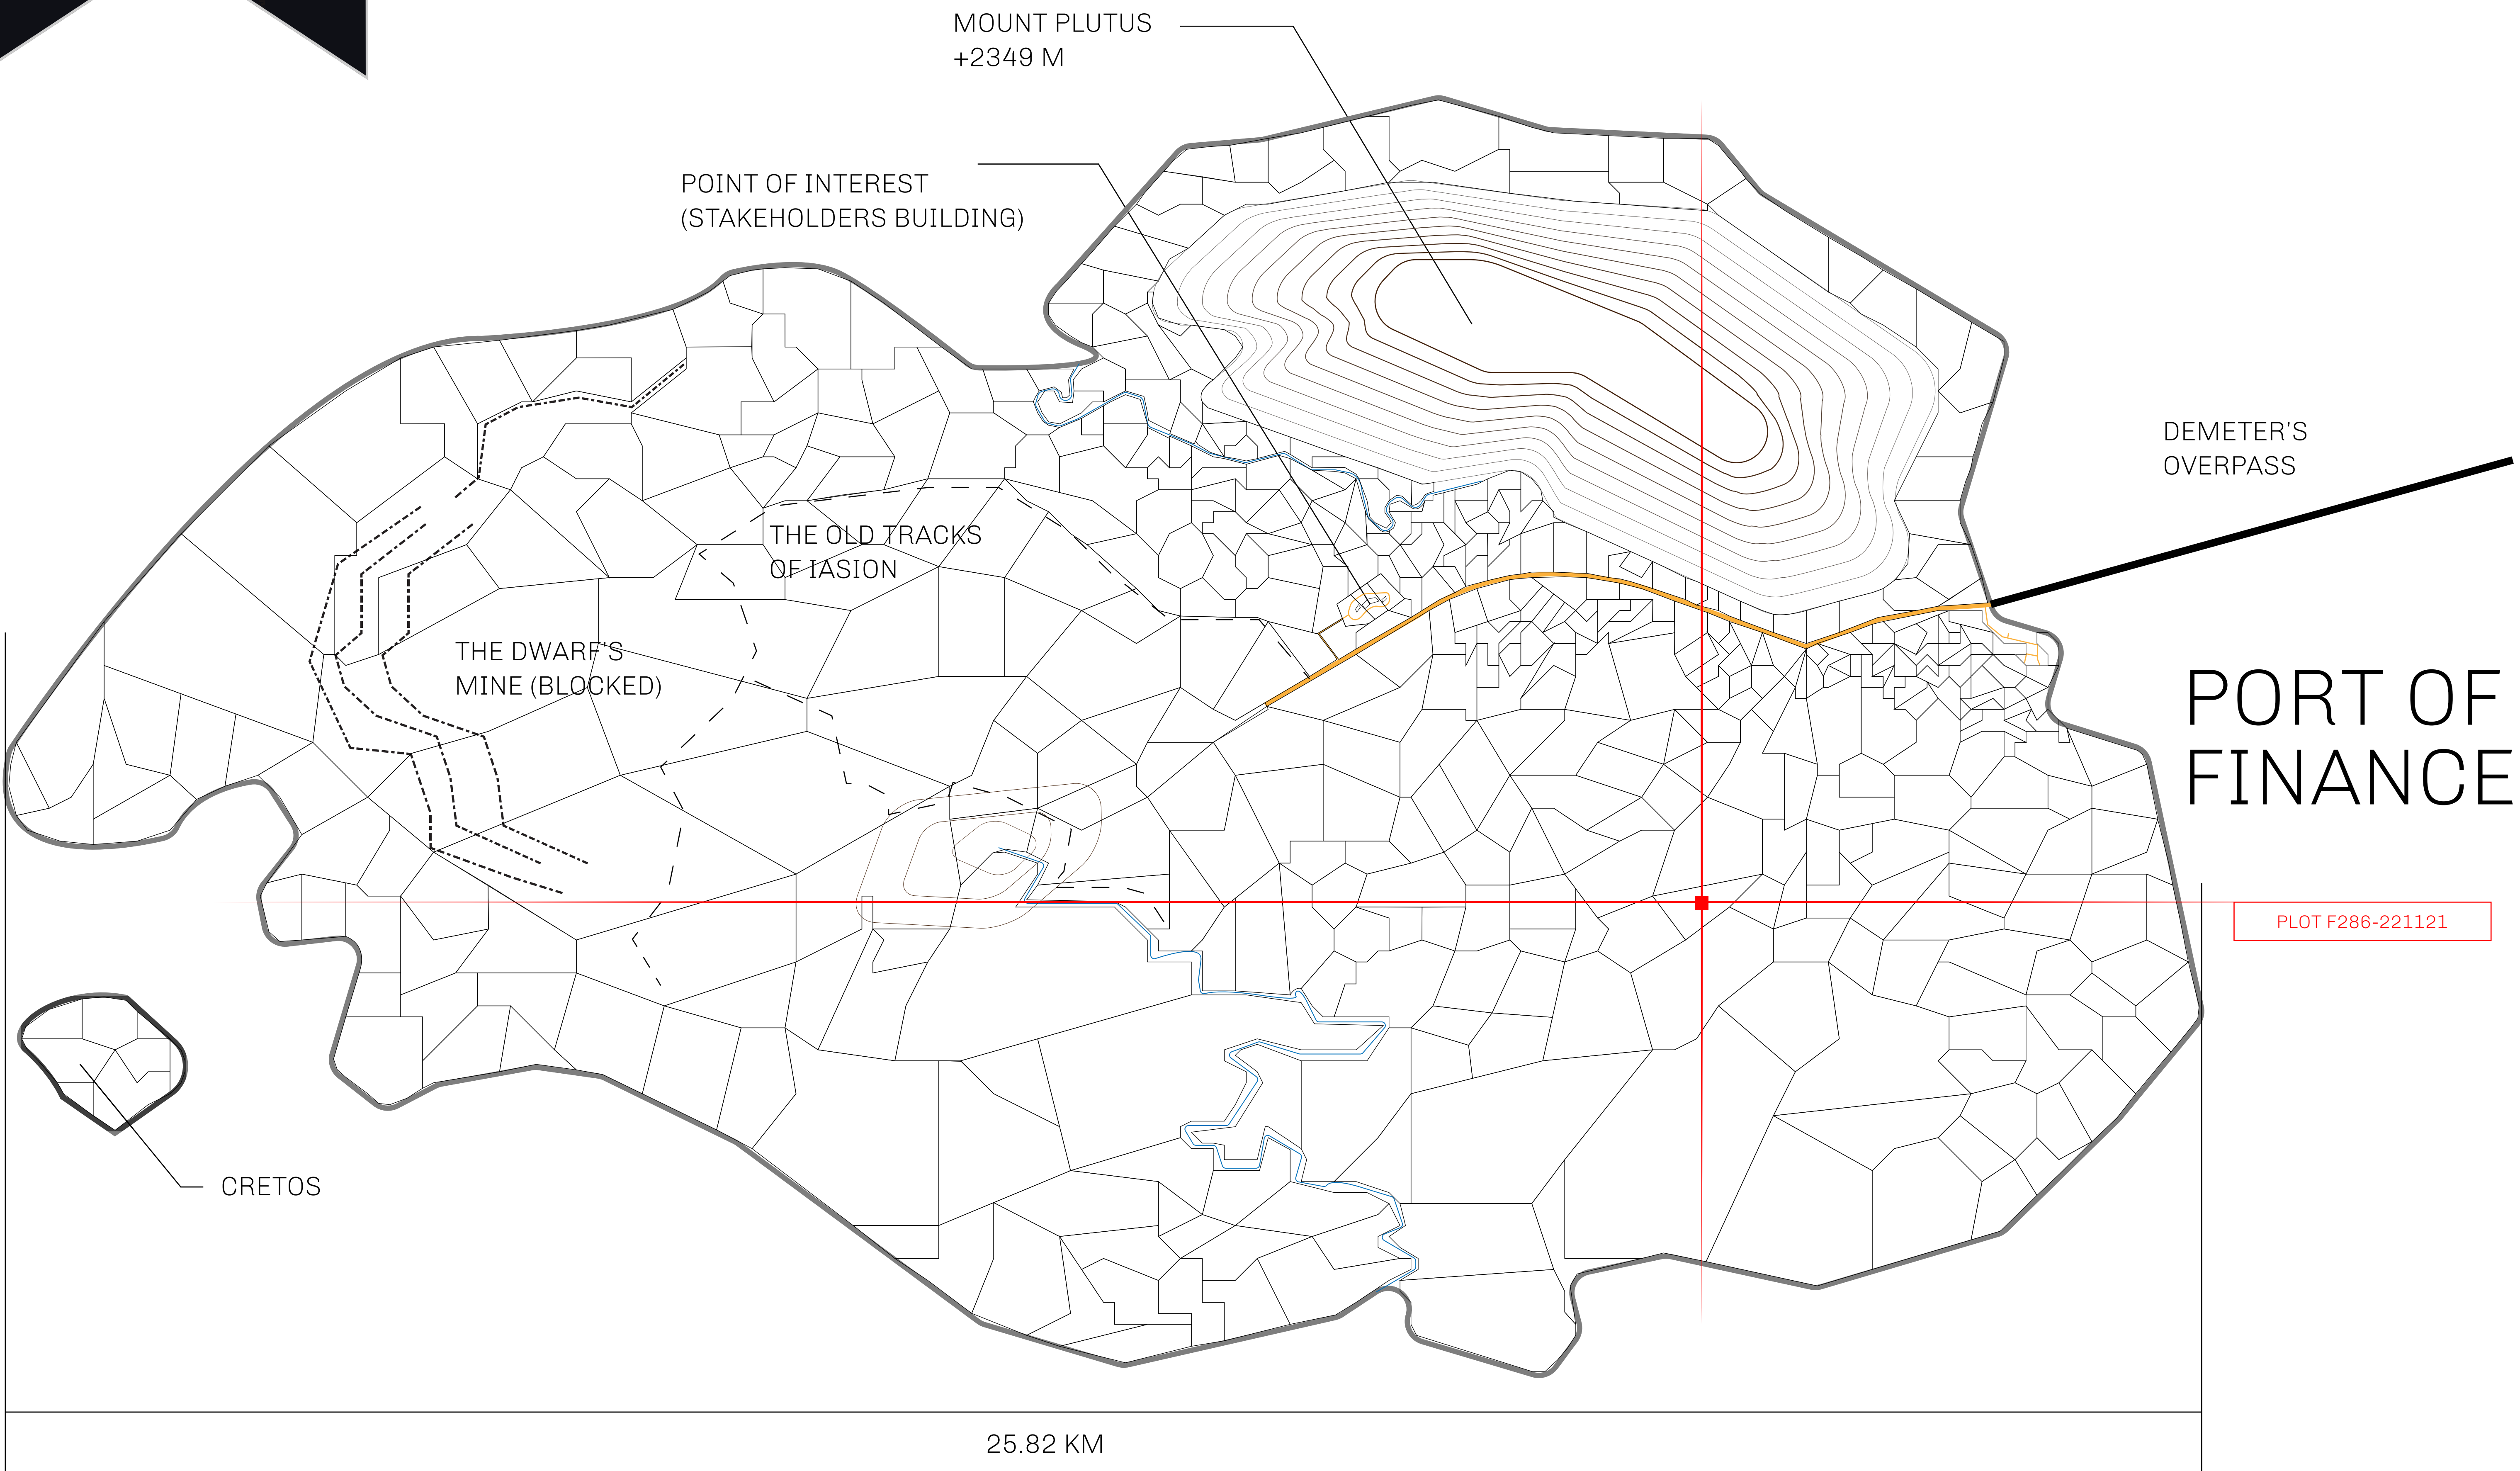 MOUNT PLUTUS
+2349 M
POINT OF INTEREST
(STAKEHOLDERS BUILDING)
DEMETER'S
OVERPASS
THE OLD TRACKS
OF IASION
THE DWARF'S
MINE (BLOCKED)
PORT OF
FINANCE
PLOT F286-221121
CRETOS
25.82 KM